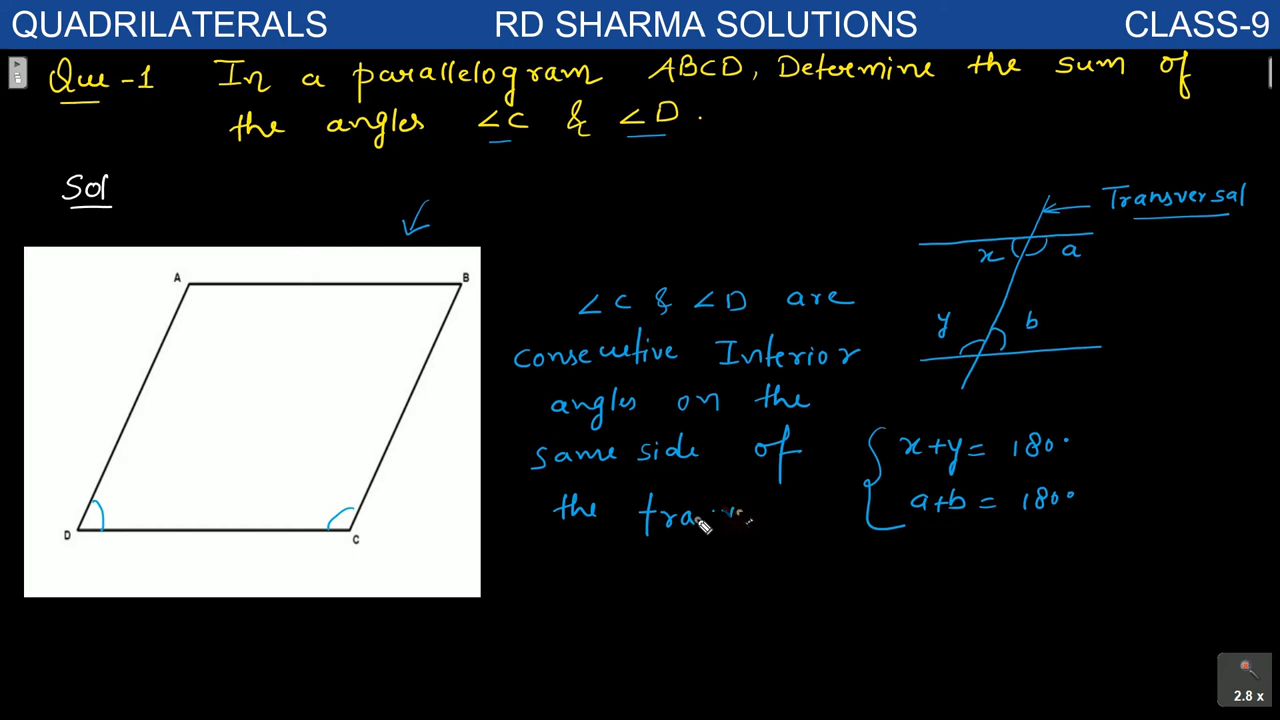 QUADRILATERALS RD SHARMA SOLUTIONS CLASS-9
Que-1 In a parallelogram ABCD, Determine the sum of
the angles ∠C & ∠D.
Sol
Transversal
x a
y b
A B
D C
∠C & ∠D are
consecutive Interior
angles on the
same side of
the tra
x+y= 180°
a+b = 180°
2.8 x